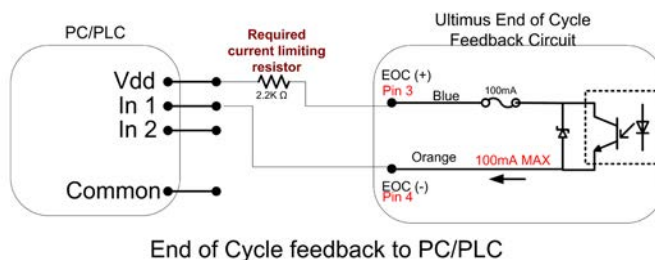 PC/PLC
Vdd
In 1
In 2
Common
Required
current limiting
resistor
2.2K Ω
Ultimus End of Cycle
Feedback Circuit
EOC (+)
Pin 3
Blue
100mA
Orange
100mA MAX
EOC (-)
Pin 4
End of Cycle feedback to PC/PLC